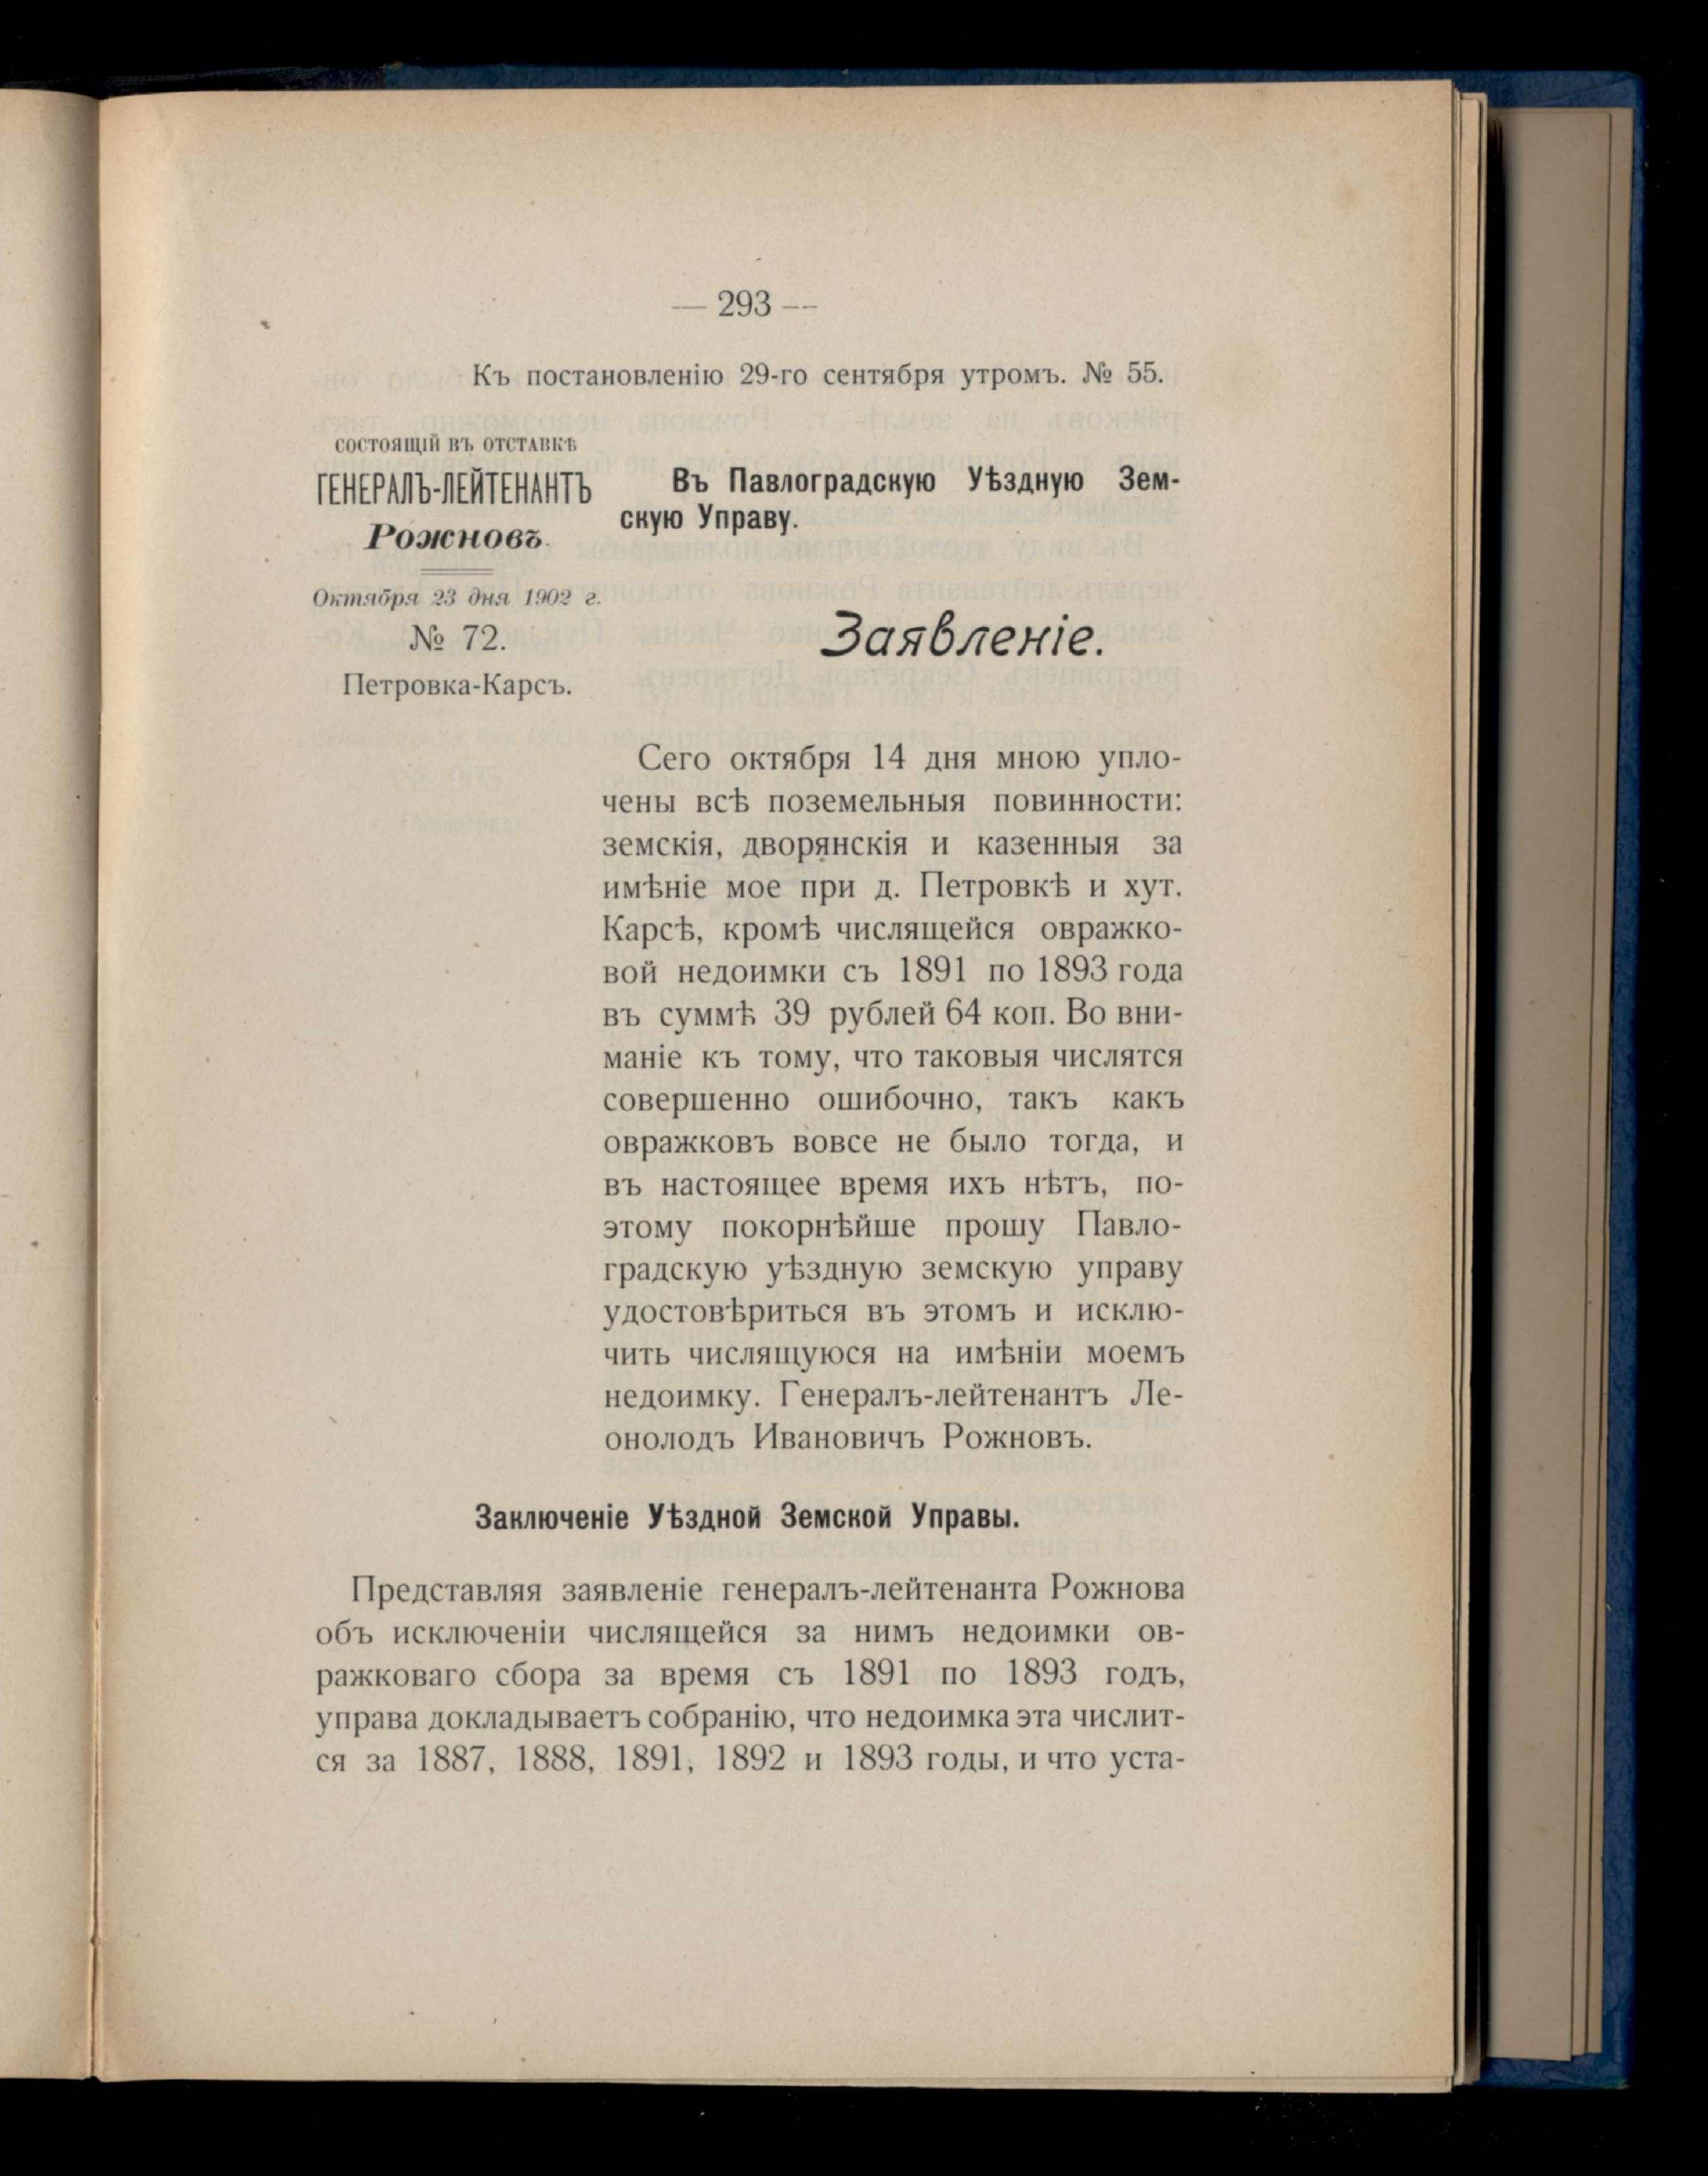 — 293 —
Къ постановленію 29-го сентября утромъ. № 55.
СОСТОЯЩІЙ ВЪ ОТСТАВКѢ
ГЕНЕРАЛЪ-ЛЕЙТЕНАНТЪ
Рожновъ.
Октября 23 дня 1902 г.
№ 72.
Петровка-Карсъ.
Въ Павлоградскую Уѣздную Зем-
скую Управу.
Заявленіе.
Сего октября 14 дня мною упло-
чены всѣ поземельныя повинности:
земскія, дворянскія и казенныя за
имѣніе мое при д. Петровкѣ и хут.
Карсѣ, кромѣ числящейся овражко-
вой недоимки съ 1891 по 1893 года
въ суммѣ 39 рублей 64 коп. Во вни-
маніе къ тому, что таковыя числятся
совершенно ошибочно, такъ какъ
овражковъ вовсе не было тогда, и
въ настоящее время ихъ нѣтъ, по-
этому покорнѣйше прошу Павло-
градскую уѣздную земскую управу
удостовѣриться въ этомъ и исклю-
чить числящуюся на имѣніи моемъ
недоимку. Генералъ-лейтенантъ Ле-
онолодъ Ивановичъ Рожновъ.
Заключеніе Уѣздной Земской Управы.
Представляя заявленіе генералъ-лейтенанта Рожнова
объ исключеніи числящейся за нимъ недоимки ов-
ражковаго сбора за время съ 1891 по 1893 годъ,
управа докладываетъ собранію, что недоимка эта числит-
ся за 1887, 1888, 1891, 1892 и 1893 годы, и что уста-